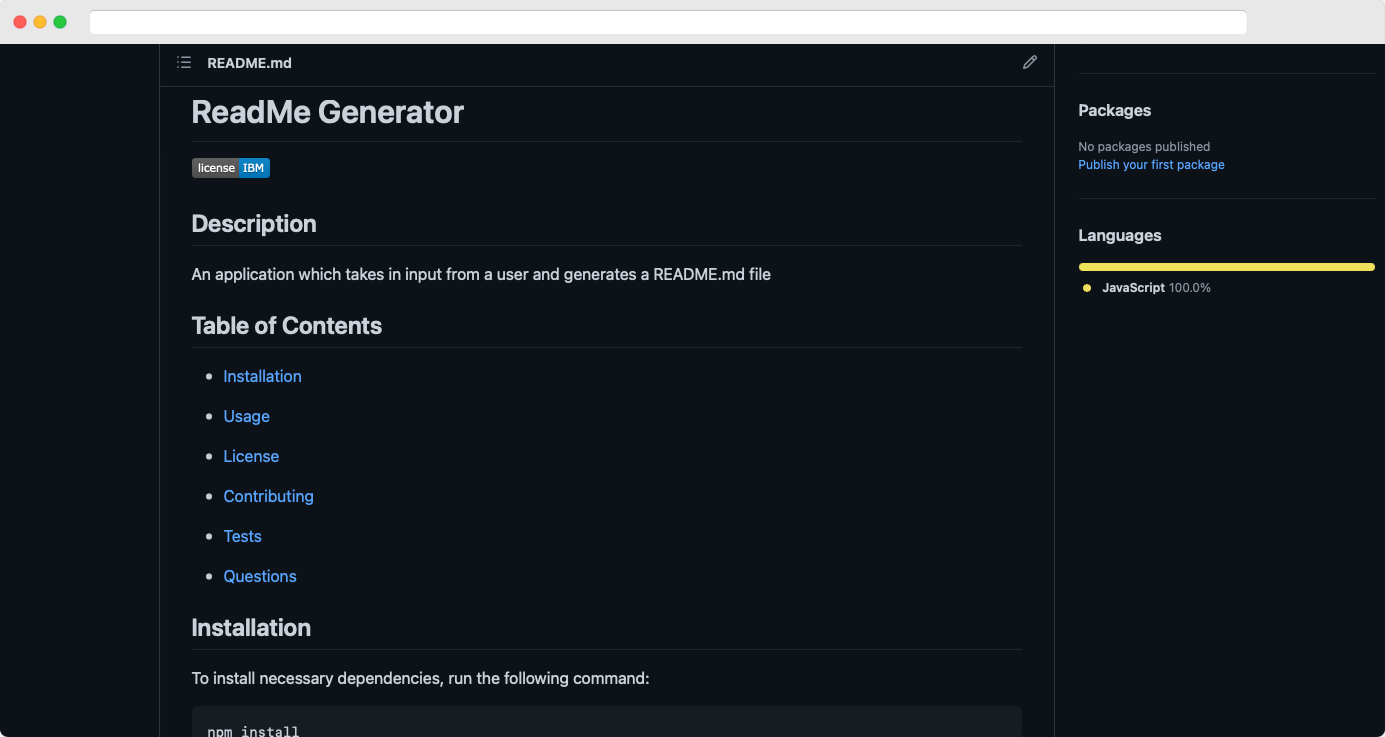 README.md
ReadMe Generator
license IBM
Description
An application which takes in input from a user and generates a README.md file
Table of Contents
Installation
Usage
License
Contributing
Tests
Questions
Installation
To install necessary dependencies, run the following command:
npm install
Packages
No packages published
Publish your first package
Languages
JavaScript 100.0%